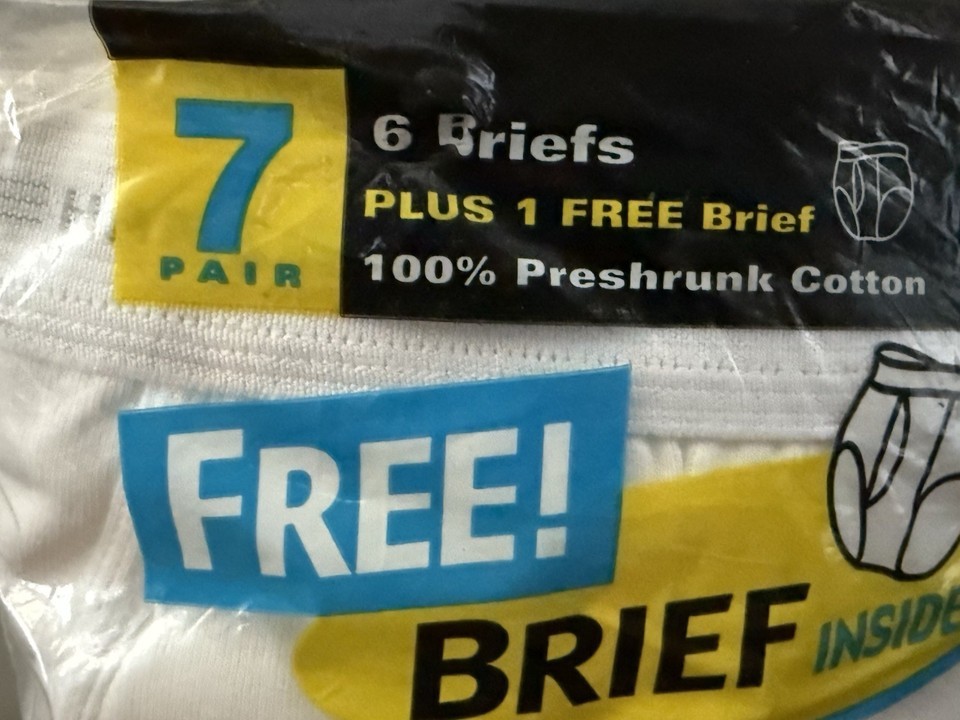 7
PAIR
6 Briefs
PLUS 1 FREE Brief
100% Preshrunk Cotton
FREE!
BRIEF INSIDE